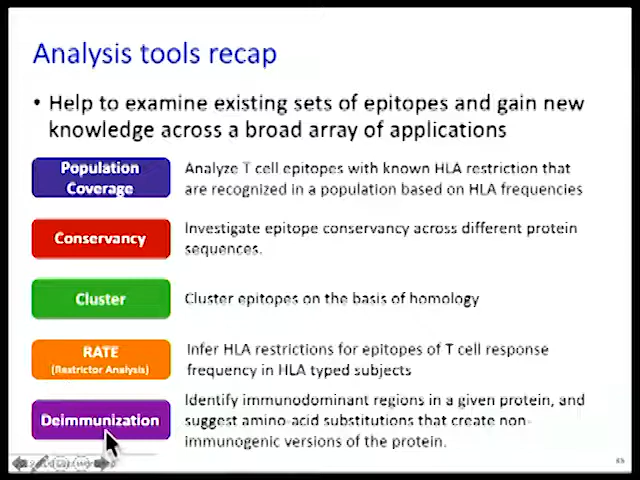 Analysis tools recap
• Help to examine existing sets of epitopes and gain new
knowledge across a broad array of applications
Population
Coverage
Analyze T cell epitopes with known HLA restriction that
are recognized in a population based on HLA frequencies
Conservancy
Investigate epitope conservancy across different protein
sequences.
Cluster
Cluster epitopes on the basis of homology
RATE
(Restrictor Analysis)
Infer HLA restrictions for epitopes of T cell response
frequency in HLA typed subjects
Deimmunization
Identify immunodominant regions in a given protein, and
suggest amino-acid substitutions that create non-
immunogenic versions of the protein.